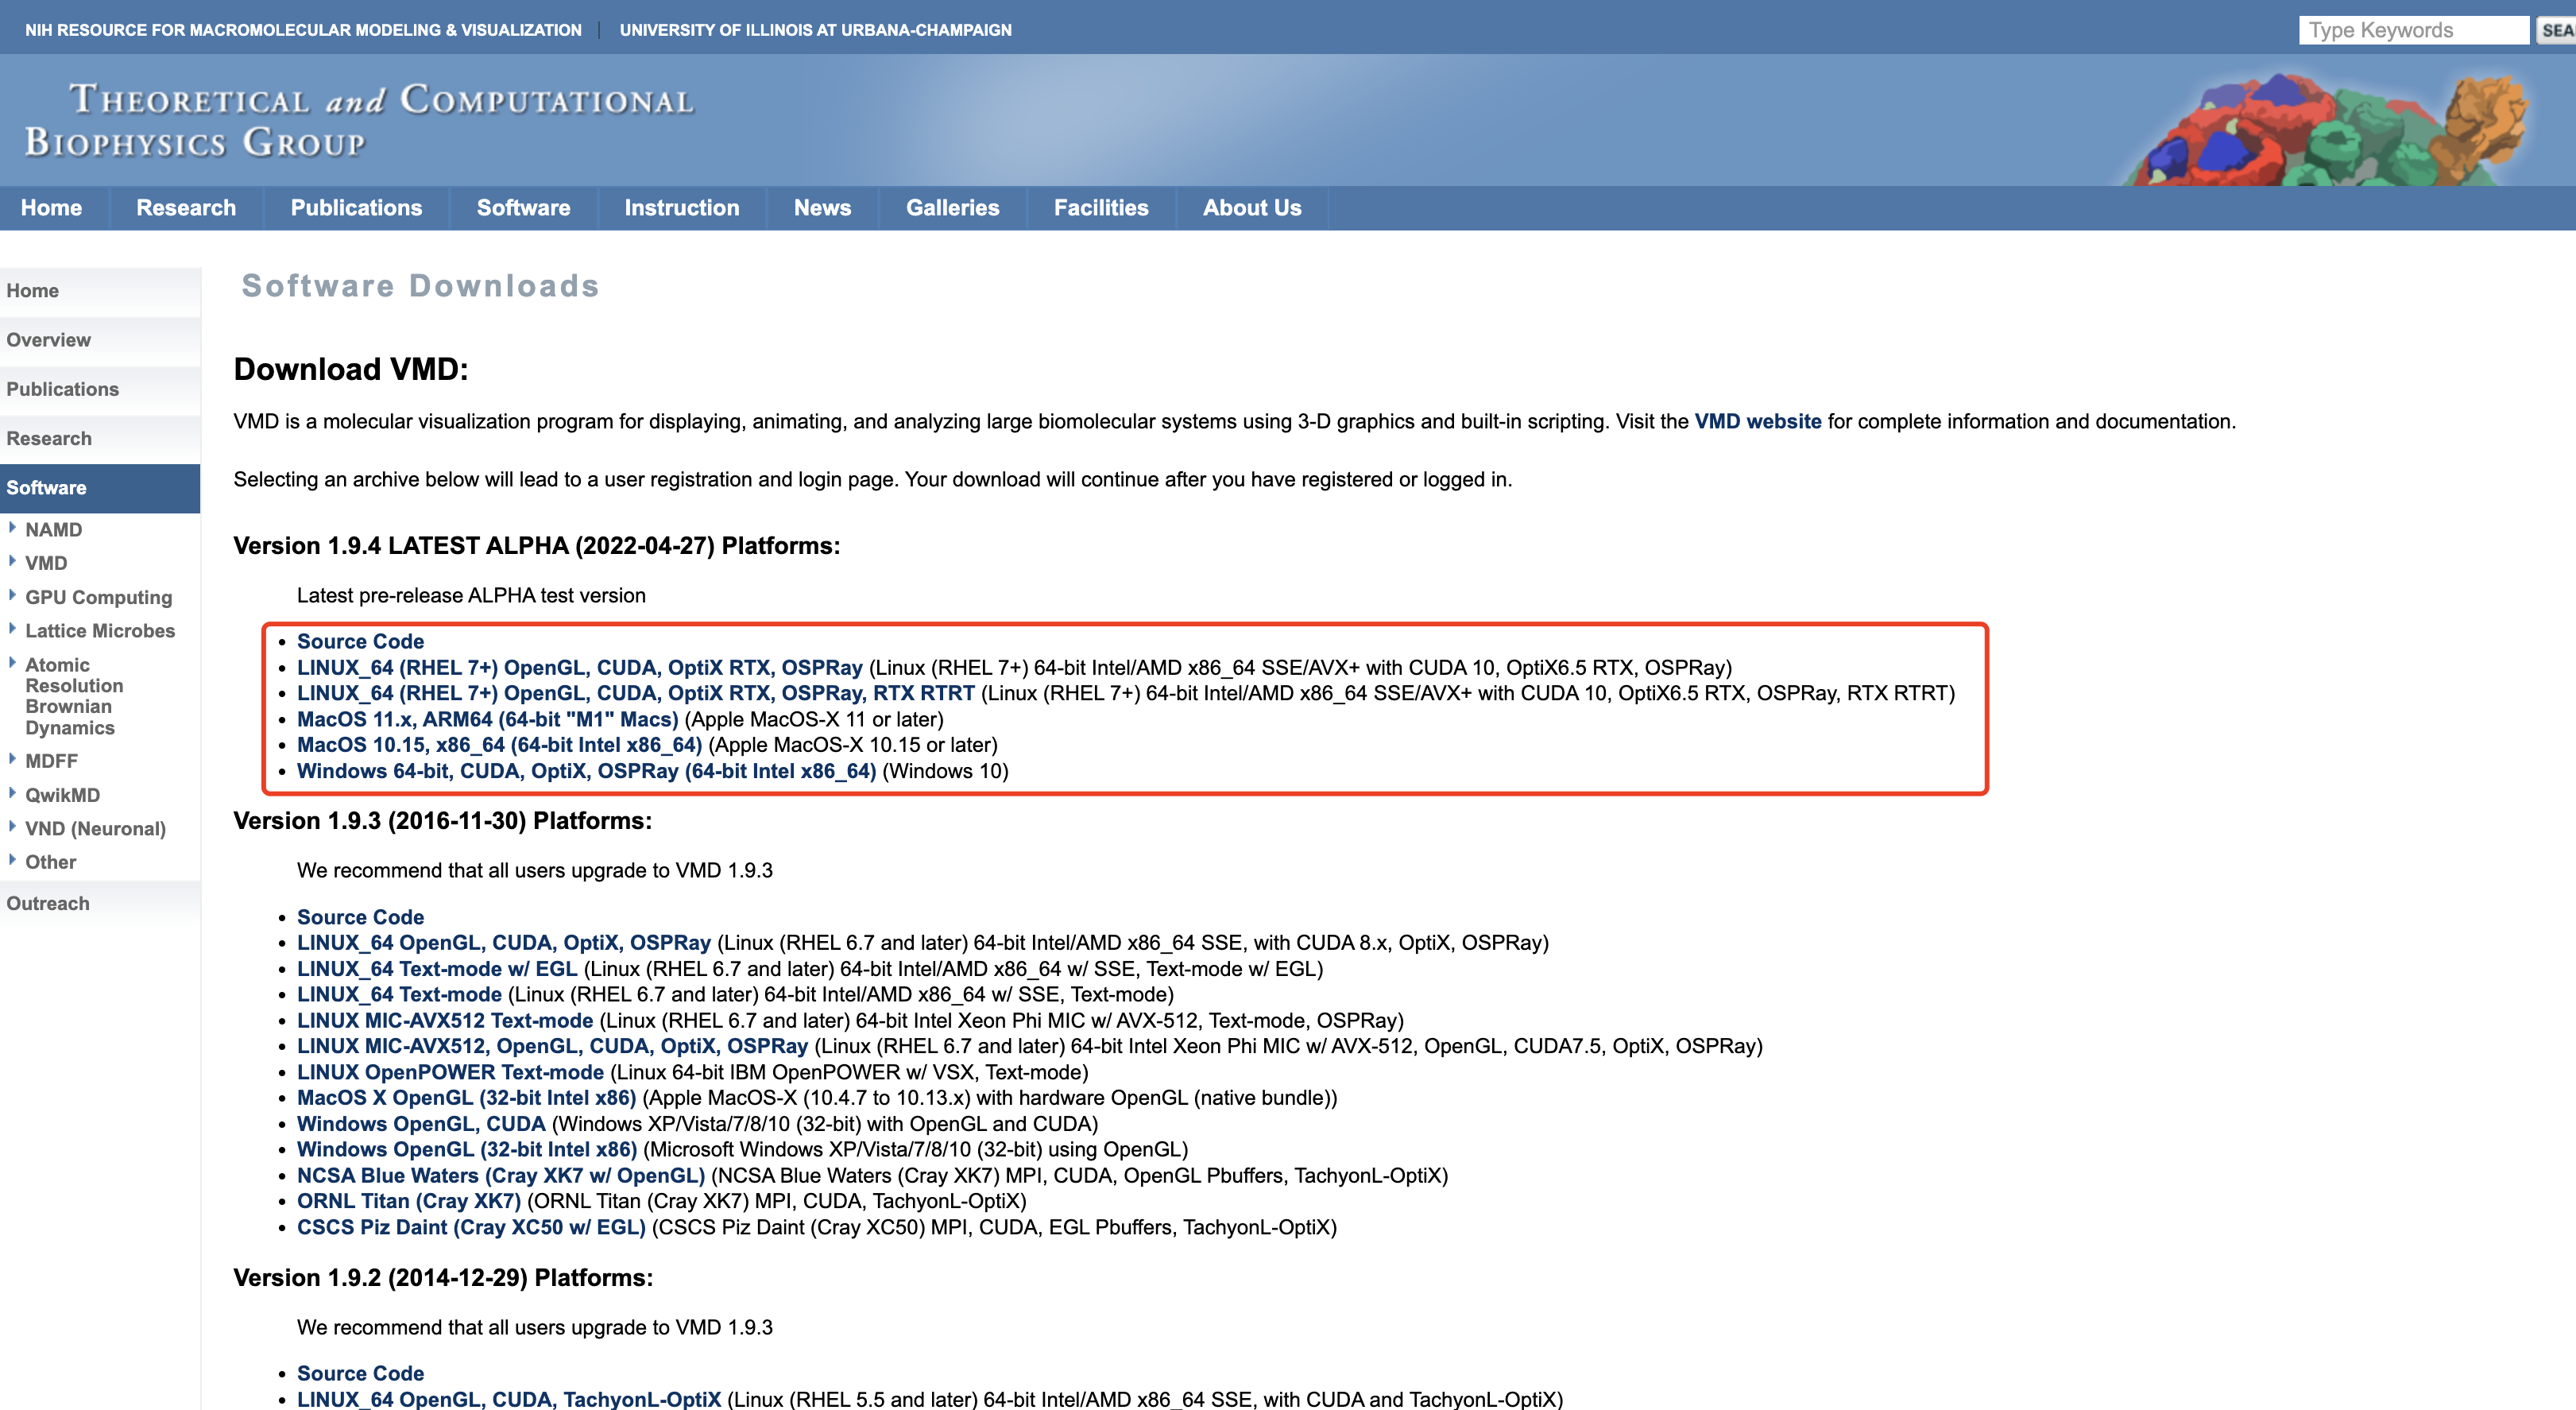 NIH RESOURCE FOR MACROMOLECULAR MODELING & VISUALIZATION | UNIVERSITY OF ILLINOIS AT URBANA-CHAMPAIGN
Type Keywords
THEORETICAL and COMPUTATIONAL
BIOPHYSICS GROUP
Home Research Publications Software Instruction News Galleries Facilities About Us
Home
Overview
Publications
Research
Software
NAMD
VMD
GPU Computing
Lattice Microbes
Atomic
Resolution
Brownian
Dynamics
MDFF
QwikMD
VND (Neuronal)
Other
Outreach
Software Downloads
Download VMD:
VMD is a molecular visualization program for displaying, animating, and analyzing large biomolecular systems using 3-D graphics and built-in scripting. Visit the VMD website for complete information and documentation.
Selecting an archive below will lead to a user registration and login page. Your download will continue after you have registered or logged in.
Version 1.9.4 LATEST ALPHA (2022-04-27) Platforms:
Latest pre-release ALPHA test version
• Source Code
• LINUX_64 (RHEL 7+) OpenGL, CUDA, OptiX RTX, OSPRay (Linux (RHEL 7+) 64-bit Intel/AMD x86_64 SSE/AVX+ with CUDA 10, OptiX6.5 RTX, OSPRay)
• LINUX_64 (RHEL 7+) OpenGL, CUDA, OptiX RTX, OSPRay, RTX RTRT (Linux (RHEL 7+) 64-bit Intel/AMD x86_64 SSE/AVX+ with CUDA 10, OptiX6.5 RTX, OSPRay, RTX RTRT)
• MacOS 11.x, ARM64 (64-bit "M1" Macs) (Apple MacOS-X 11 or later)
• MacOS 10.15, x86_64 (64-bit Intel x86_64) (Apple MacOS-X 10.15 or later)
• Windows 64-bit, CUDA, OptiX, OSPRay (64-bit Intel x86_64) (Windows 10)
Version 1.9.3 (2016-11-30) Platforms:
We recommend that all users upgrade to VMD 1.9.3
• Source Code
• LINUX_64 OpenGL, CUDA, OptiX, OSPRay (Linux (RHEL 6.7 and later) 64-bit Intel/AMD x86_64 SSE, with CUDA 8.x, OptiX, OSPRay)
• LINUX_64 Text-mode w/ EGL (Linux (RHEL 6.7 and later) 64-bit Intel/AMD x86_64 w/ SSE, Text-mode w/ EGL)
• LINUX_64 Text-mode (Linux (RHEL 6.7 and later) 64-bit Intel/AMD x86_64 w/ SSE, Text-mode)
• LINUX MIC-AVX512 Text-mode (Linux (RHEL 6.7 and later) 64-bit Intel Xeon Phi MIC w/ AVX-512, Text-mode, OSPRay)
• LINUX MIC-AVX512, OpenGL, CUDA, OptiX, OSPRay (Linux (RHEL 6.7 and later) 64-bit Intel Xeon Phi MIC w/ AVX-512, OpenGL, CUDA7.5, OptiX, OSPRay)
• LINUX OpenPOWER Text-mode (Linux 64-bit IBM OpenPOWER w/ VSX, Text-mode)
• MacOS X OpenGL (32-bit Intel x86) (Apple MacOS-X (10.4.7 to 10.13.x) with hardware OpenGL (native bundle))
• Windows OpenGL, CUDA (Windows XP/Vista/7/8/10 (32-bit) with OpenGL and CUDA)
• Windows OpenGL (32-bit Intel x86) (Microsoft Windows XP/Vista/7/8/10 (32-bit) using OpenGL)
• NCSA Blue Waters (Cray XK7 w/ OpenGL) (NCSA Blue Waters (Cray XK7) MPI, CUDA, OpenGL Pbuffers, TachyonL-OptiX)
• ORNL Titan (Cray XK7) (ORNL Titan (Cray XK7) MPI, CUDA, TachyonL-OptiX)
• CSCS Piz Daint (Cray XC50 w/ EGL) (CSCS Piz Daint (Cray XC50) MPI, CUDA, EGL Pbuffers, TachyonL-OptiX)
Version 1.9.2 (2014-12-29) Platforms:
We recommend that all users upgrade to VMD 1.9.3
• Source Code
• LINUX_64 OpenGL, CUDA, TachyonL-OptiX (Linux (RHEL 5.5 and later) 64-bit Intel/AMD x86_64 SSE, with CUDA and TachyonL-OptiX)